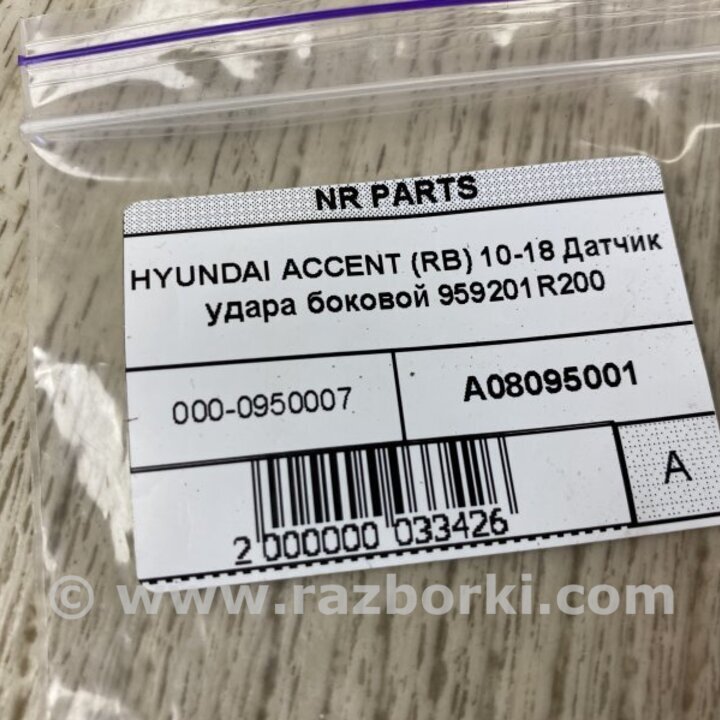 NR PARTS
HYUNDAI ACCENT (RB) 10-18 Датчик
удара боковой 959201R200
000-0950007
A08095001
A
2 000000 033426
© www.razborki.com